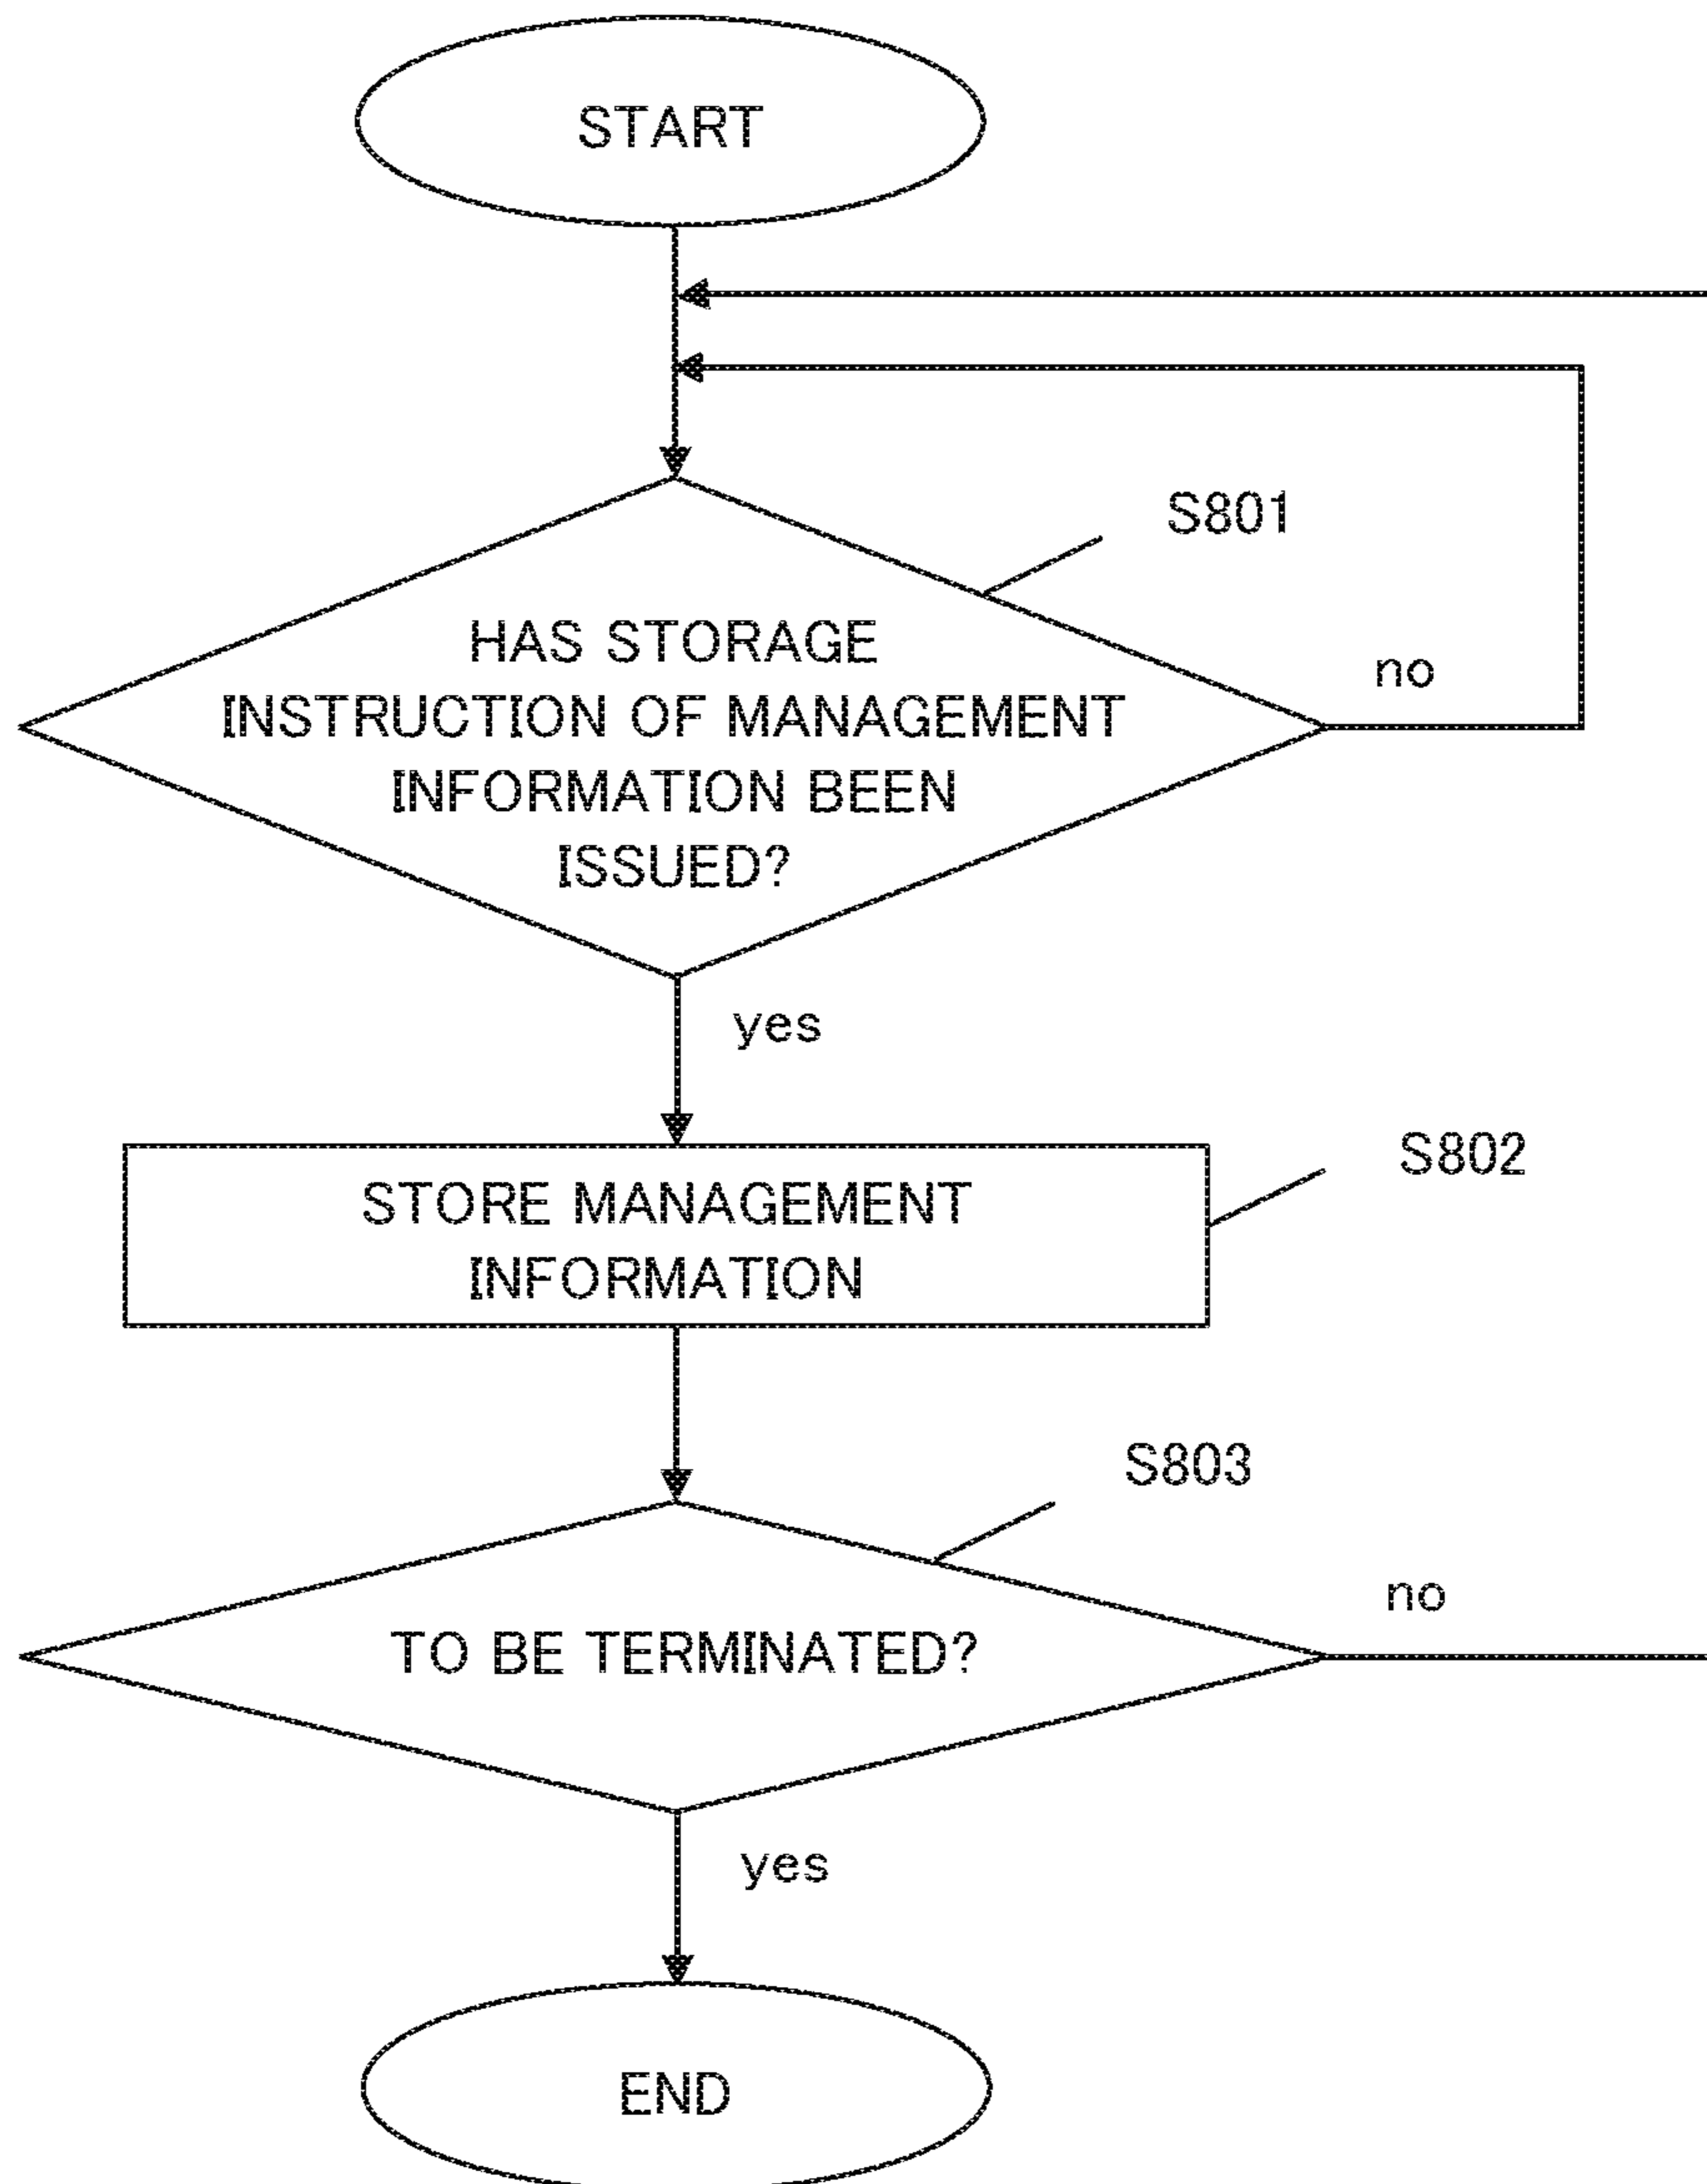 START
S801
HAS STORAGE
INSTRUCTION OF MANAGEMENT
INFORMATION BEEN
ISSUED?
no
yes
S802
STORE MANAGEMENT
INFORMATION
S803
TO BE TERMINATED?
no
yes
END